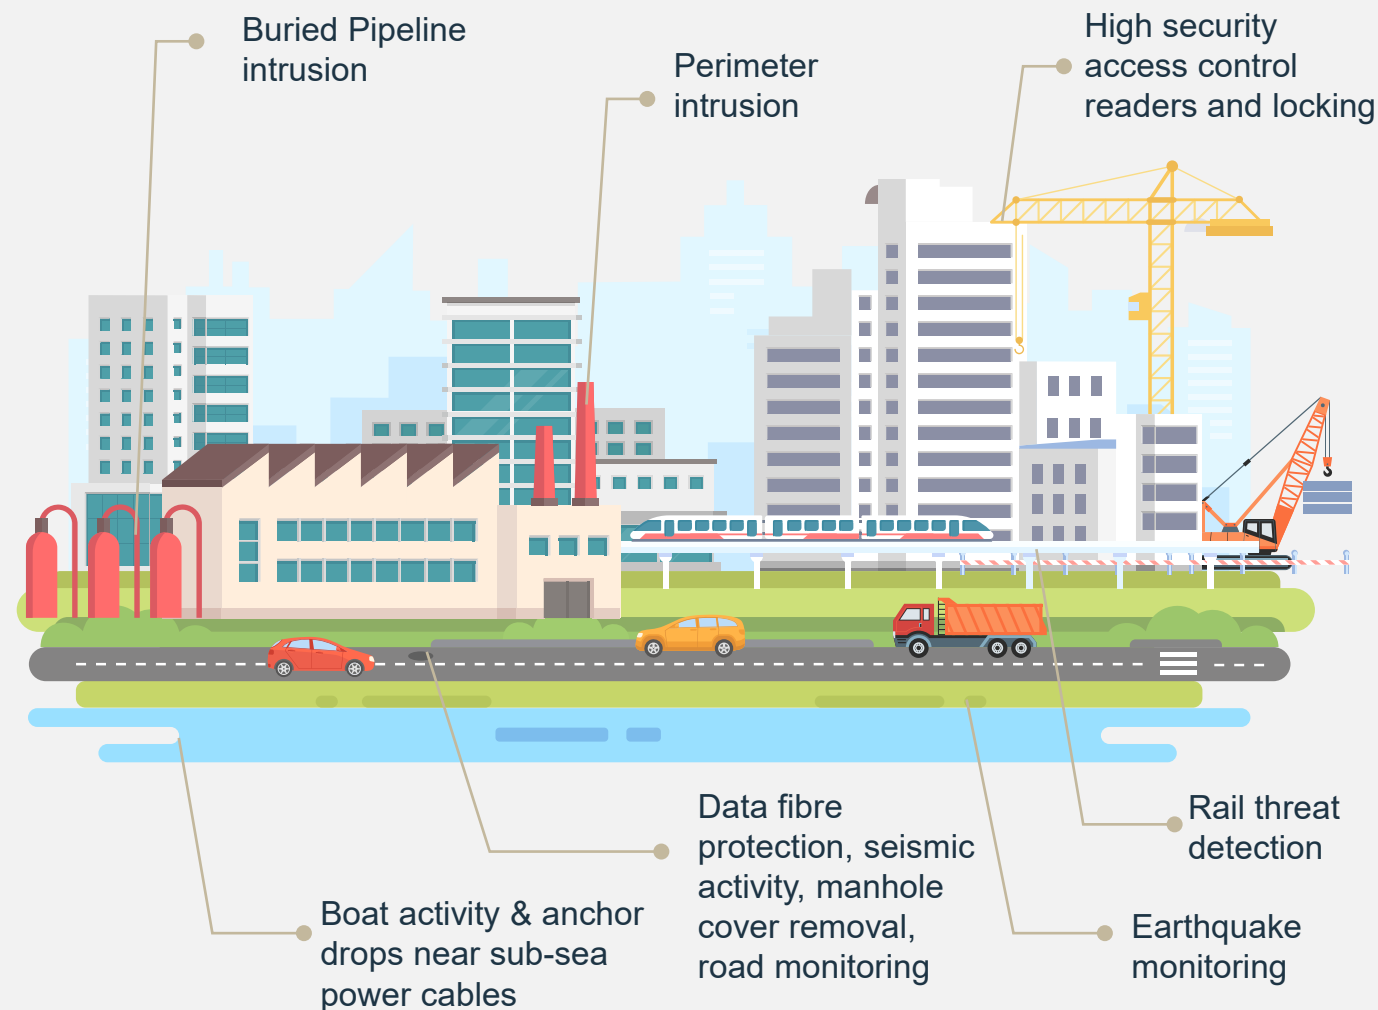 Buried Pipeline
intrusion
Perimeter
intrusion
High security
access control
readers and locking
Data fibre
protection, seismic
activity, manhole
cover removal,
road monitoring
Rail threat
detection
Boat activity & anchor
drops near sub-sea
power cables
Earthquake
monitoring